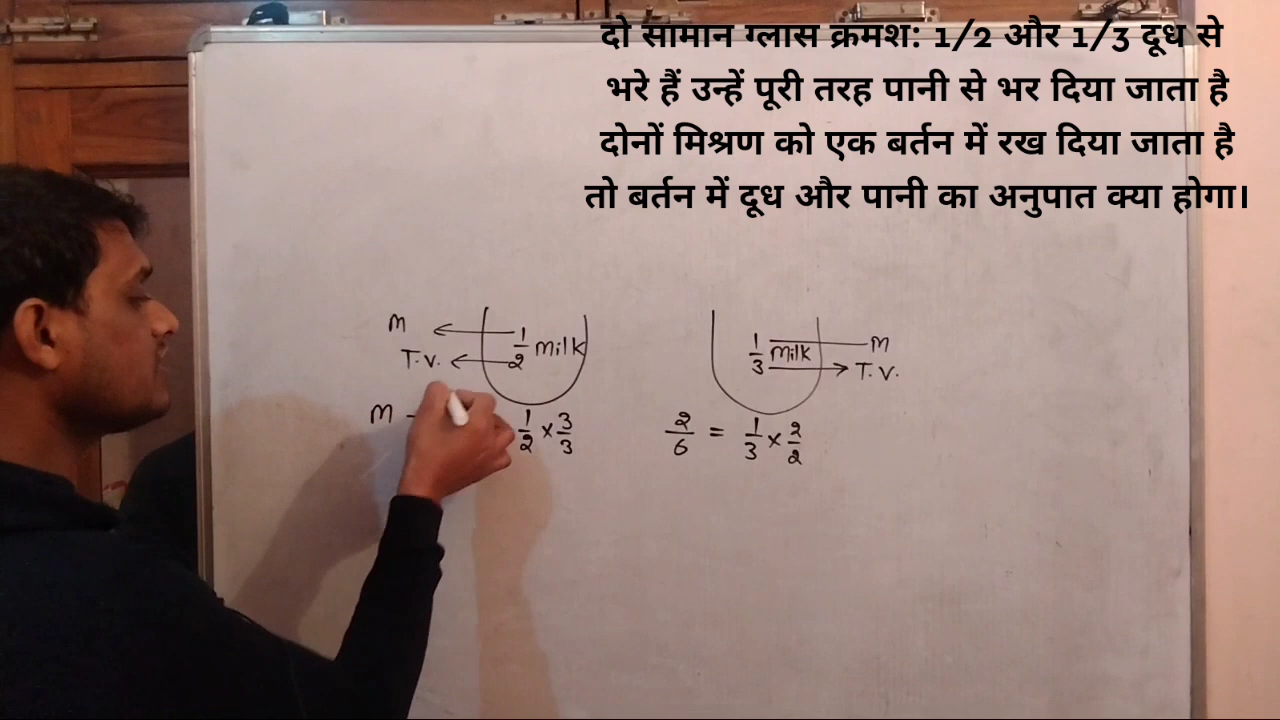 दो सामान ग्लास क्रमश: 1/2 और 1/3 दूध से
भरे हैं उन्हें पूरी तरह पानी से भर दिया जाता है
दोनों मिश्रण को एक बर्तन में रख दिया जाता है
तो बर्तन में दूध और पानी का अनुपात क्या होगा।
M ← 1/2 Milk
T.V. ←
1/3 Milk — M
→ T.V.
M -
1/2 × 3/3
2/6 = 1/3 × 2/2